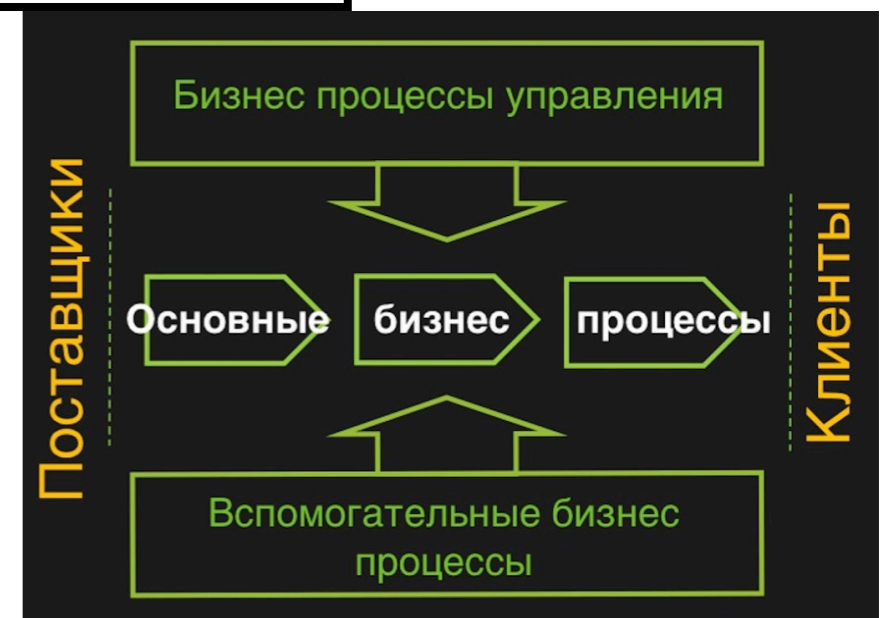 Бизнес процессы управления
Поставщики
Основные бизнес процессы
Клиенты
Вспомогательные бизнес
процессы